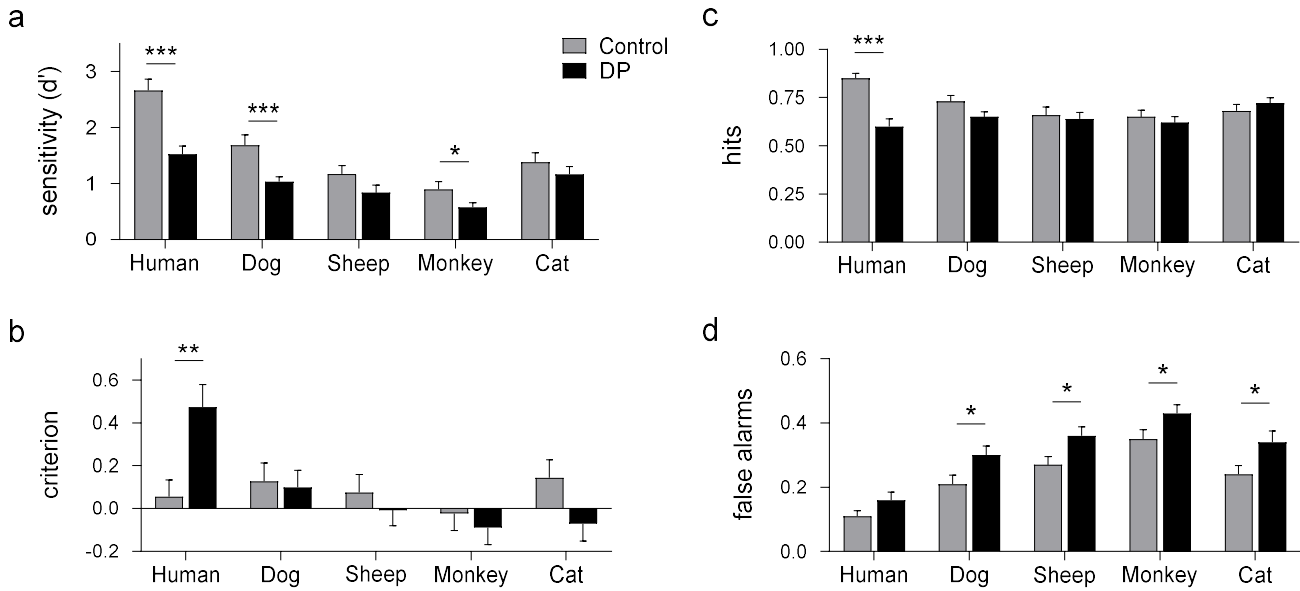 a
sensitivity (d')
3
2
1
0
***
***
*
Control
DP
Human Dog Sheep Monkey Cat
b
criterion
0.6
0.2
0.0
-0.2
**
Human Dog Sheep Monkey Cat
c
hits
1.00
0.75
0.50
0.25
0.00
***
Human Dog Sheep Monkey Cat
d
false alarms
0.6
0.4
0.2
0.0
*
*
*
*
Human Dog Sheep Monkey Cat